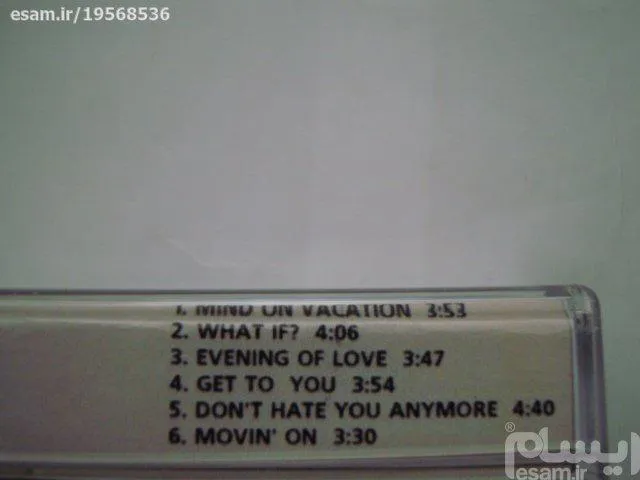 esam.ir/19568536
1. MIND ON VACATION 3:53
2. WHAT IF? 4:06
3. EVENING OF LOVE 3:47
4. GET TO YOU 3:54
5. DON'T HATE YOU ANYMORE 4:40
6. MOVIN' ON 3:30
ایسام®
esam.ir